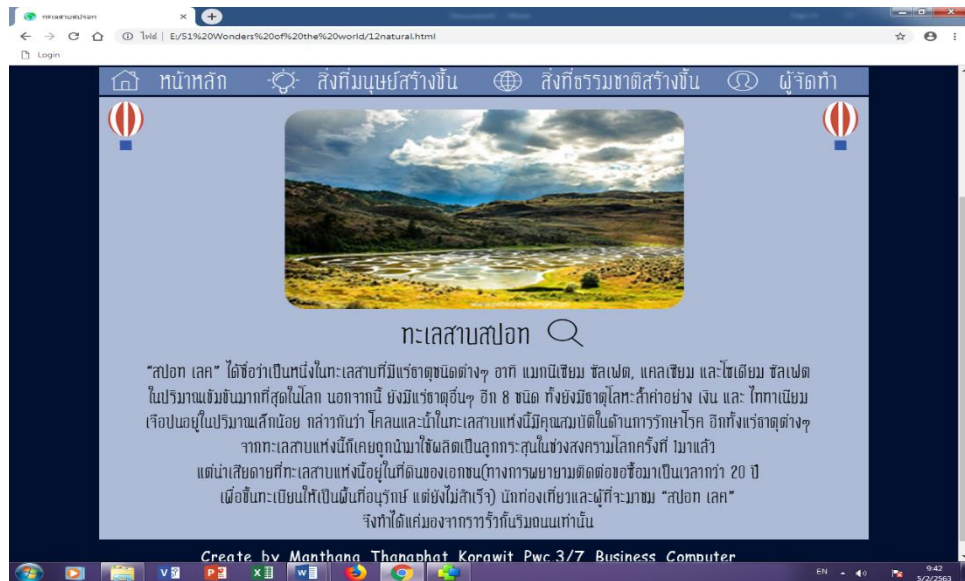 ทะเลสาบสปอท
ไฟล์ | E:/51%20Wonders%20of%20the%20world/12natural.html
Login
หน้าหลัก สิ่งที่มนุษย์สร้างขึ้น สิ่งที่ธรรมชาติสร้างขึ้น ผู้จัดทำ
ทะเลสาบสปอท
"สปอท เลค" ได้ชื่อว่าเป็นหนึ่งในทะเลสาบที่มีแร่ธาตุชนิดต่างๆ อาทิ แมกนีเซียม ซัลเฟต, แคลเซียม และโซเดียม ซัลเฟต
ในปริมาณเข้มข้นมากที่สุดในโลก นอกจากนี้ ยังมีแร่ธาตุอื่นๆ อีก 8 ชนิด ทั้งยังมีธาตุโลหะล้ำค่าอย่าง เงิน และ ไททาเนียม
เจือปนอยู่ในปริมาณเล็กน้อย กล่าวกันว่า โคลนและน้ำในทะเลสาบแห่งนี้มีคุณสมบัติในด้านการรักษาโรค อีกทั้งแร่ธาตุต่างๆ
จากทะเลสาบแห่งนี้ก็เคยถูกนำมาใช้ผลิตเป็นลูกกระสุนในช่วงสงครามโลกครั้งที่ 1มาแล้ว
แต่น่าเสียดายที่ทะเลสาบแห่งนี้อยู่ในที่ดินของเอกชน(ทางการพยายามติดต่อขอซื้อมาเป็นเวลากว่า 20 ปี
เพื่อขึ้นทะเบียนให้เป็นพื้นที่อนุรักษ์ แต่ยังไม่สำเร็จ) นักท่องเที่ยวและผู้ที่จะมาชม "สปอท เลค"
จึงทำได้แค่มองจากราวรั้วกั้นริมถนนเท่านั้น
Create by Manthana Thanaphat Korawit Pwc.3/7 Business Computer
EN 9:42
5/2/2563